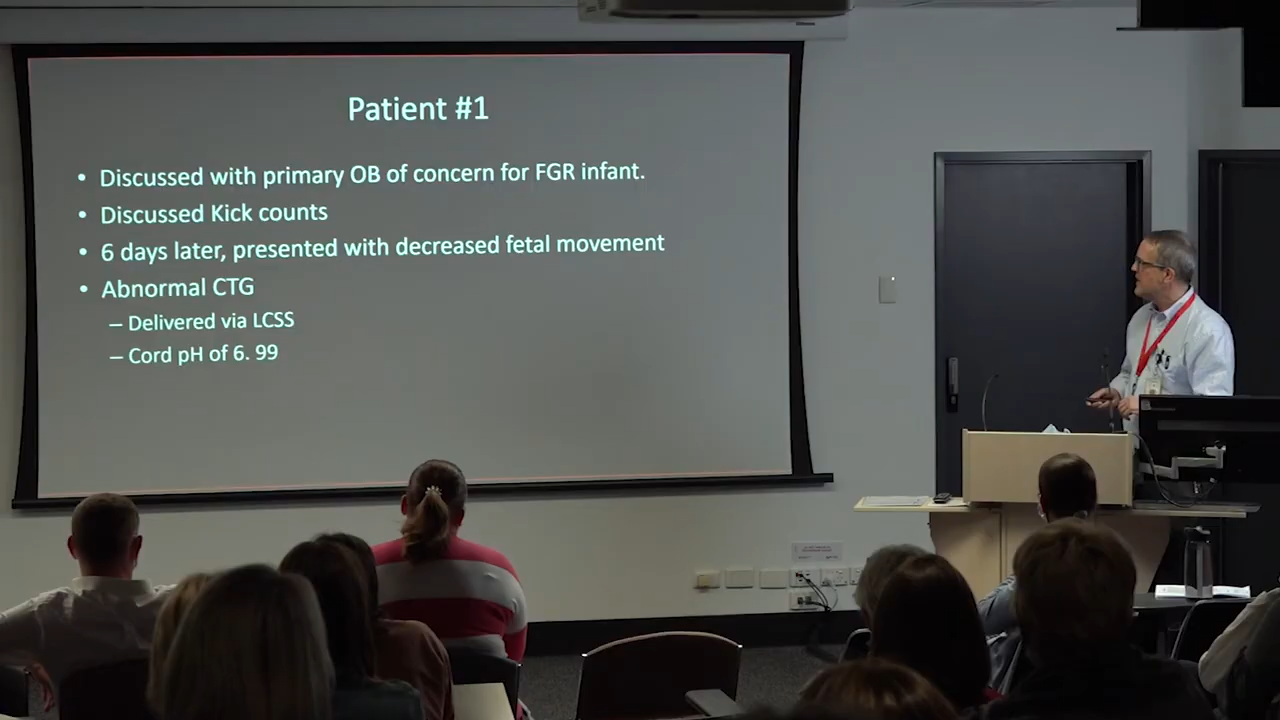 Patient #1
• Discussed with primary OB of concern for FGR infant.
• Discussed Kick counts
• 6 days later, presented with decreased fetal movement
• Abnormal CTG
– Delivered via LCSS
– Cord pH of 6. 99